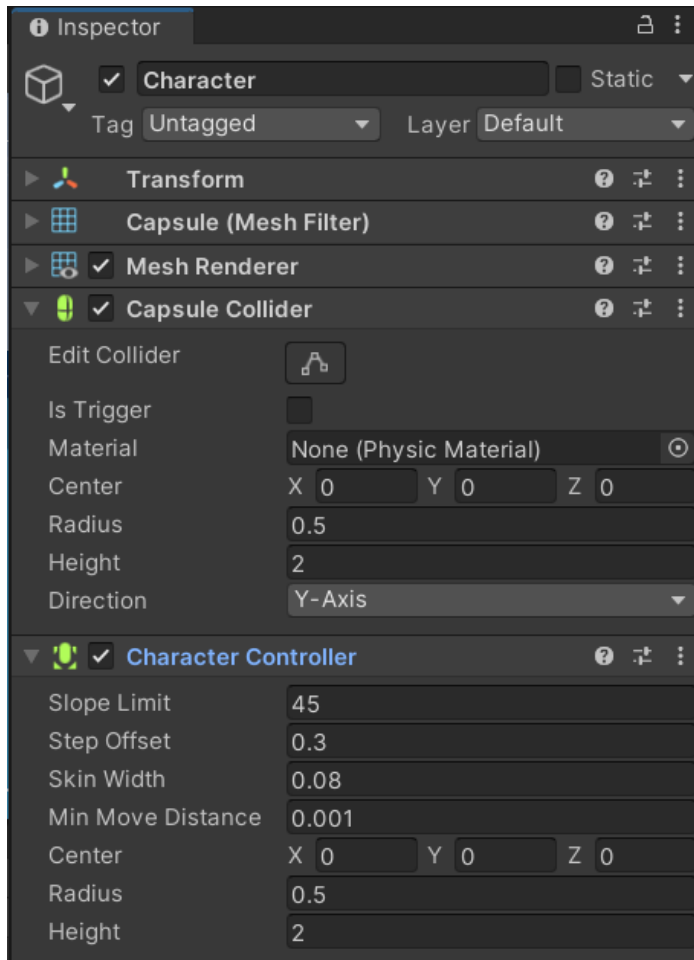 Inspector
Character Static
Tag Untagged Layer Default
Transform
Capsule (Mesh Filter)
Mesh Renderer
Capsule Collider
Edit Collider
Is Trigger
Material None (Physic Material)
Center X 0 Y 0 Z 0
Radius 0.5
Height 2
Direction Y-Axis
Character Controller
Slope Limit 45
Step Offset 0.3
Skin Width 0.08
Min Move Distance 0.001
Center X 0 Y 0 Z 0
Radius 0.5
Height 2